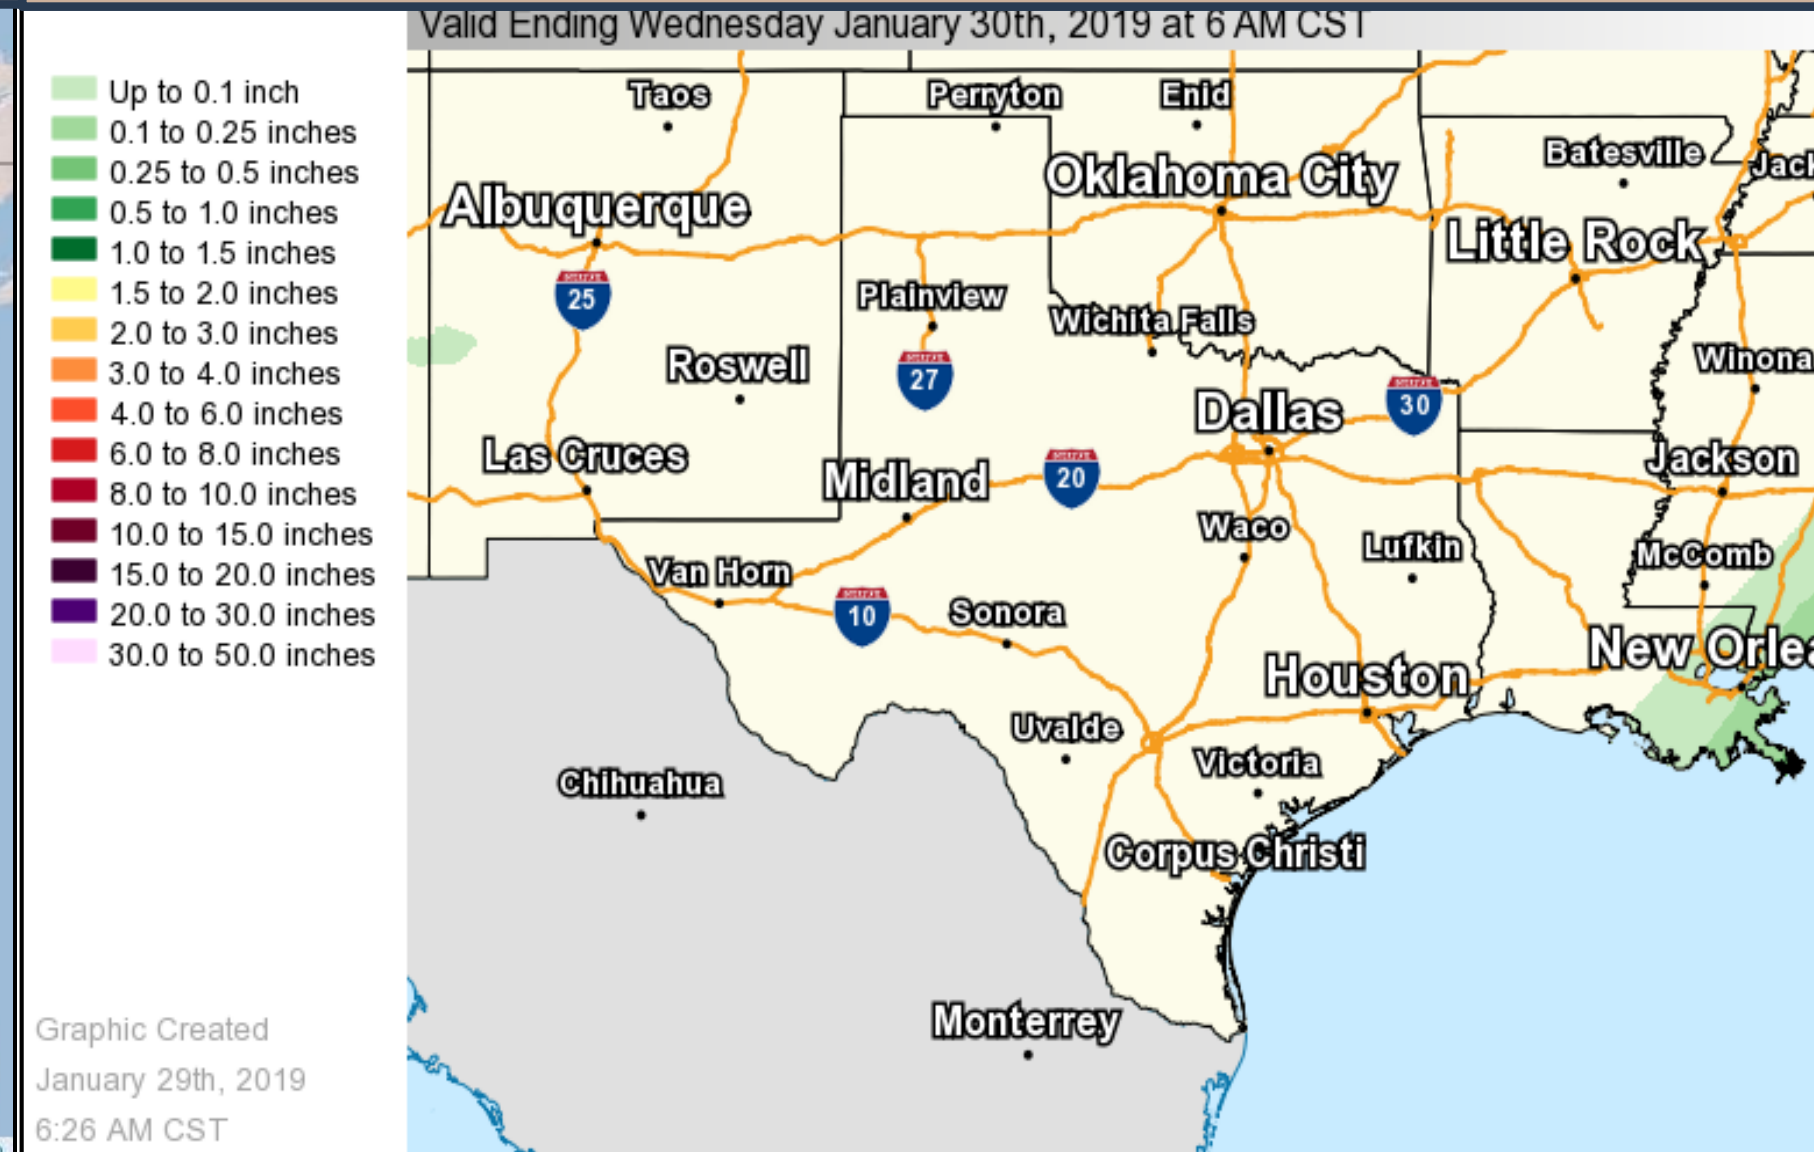 Valid Ending Wednesday January 30th, 2019 at 6 AM CST
Up to 0.1 inch
0.1 to 0.25 inches
0.25 to 0.5 inches
0.5 to 1.0 inches
1.0 to 1.5 inches
1.5 to 2.0 inches
2.0 to 3.0 inches
3.0 to 4.0 inches
4.0 to 6.0 inches
6.0 to 8.0 inches
8.0 to 10.0 inches
10.0 to 15.0 inches
15.0 to 20.0 inches
20.0 to 30.0 inches
30.0 to 50.0 inches
Graphic Created
January 29th, 2019
6:26 AM CST
Taos
Perryton
Enid
Batesville
Jack
Oklahoma City
Albuquerque
Little Rock
25
Plainview
Wichita Falls
Roswell
27
Winona
30
Dallas
Las Cruces
Midland
20
Jackson
Waco
Lufkin
McComb
Van Horn
10
Sonora
New Orlea
Houston
Uvalde
Victoria
Chihuahua
Corpus Christi
Monterrey